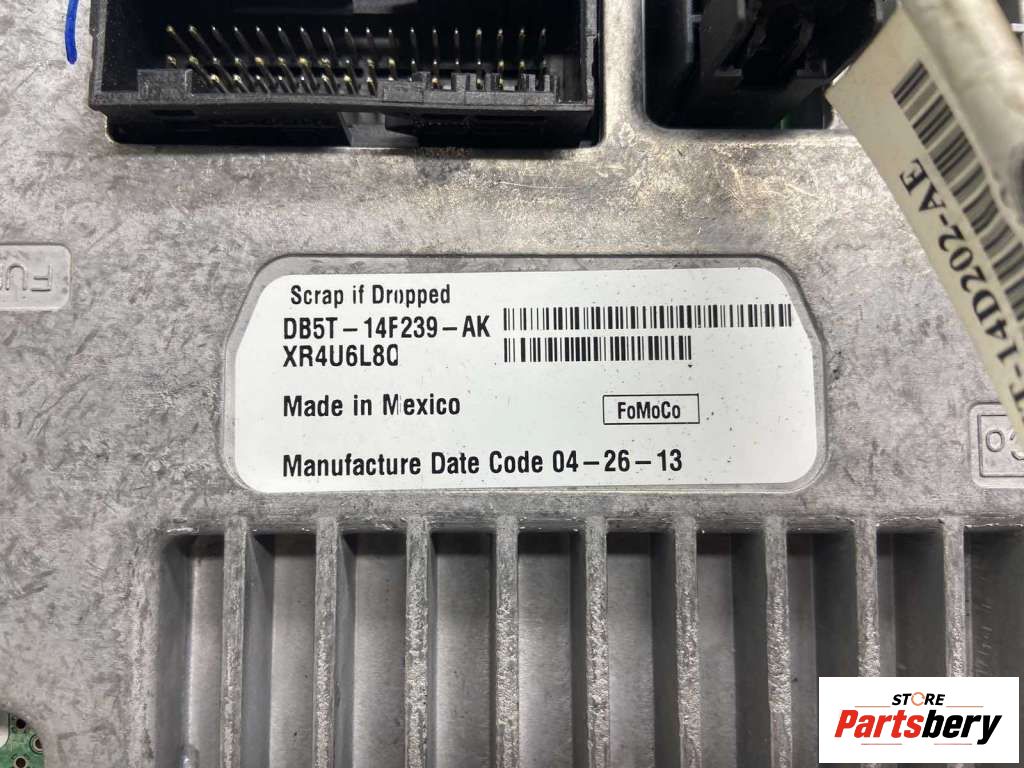 Scrap if Dropped
DB5T-14F239-AK
XR4U6L8Q
Made in Mexico
FoMoCo
Manufacture Date Code 04-26-13
T-14D202-AE
STORE
Partsbery